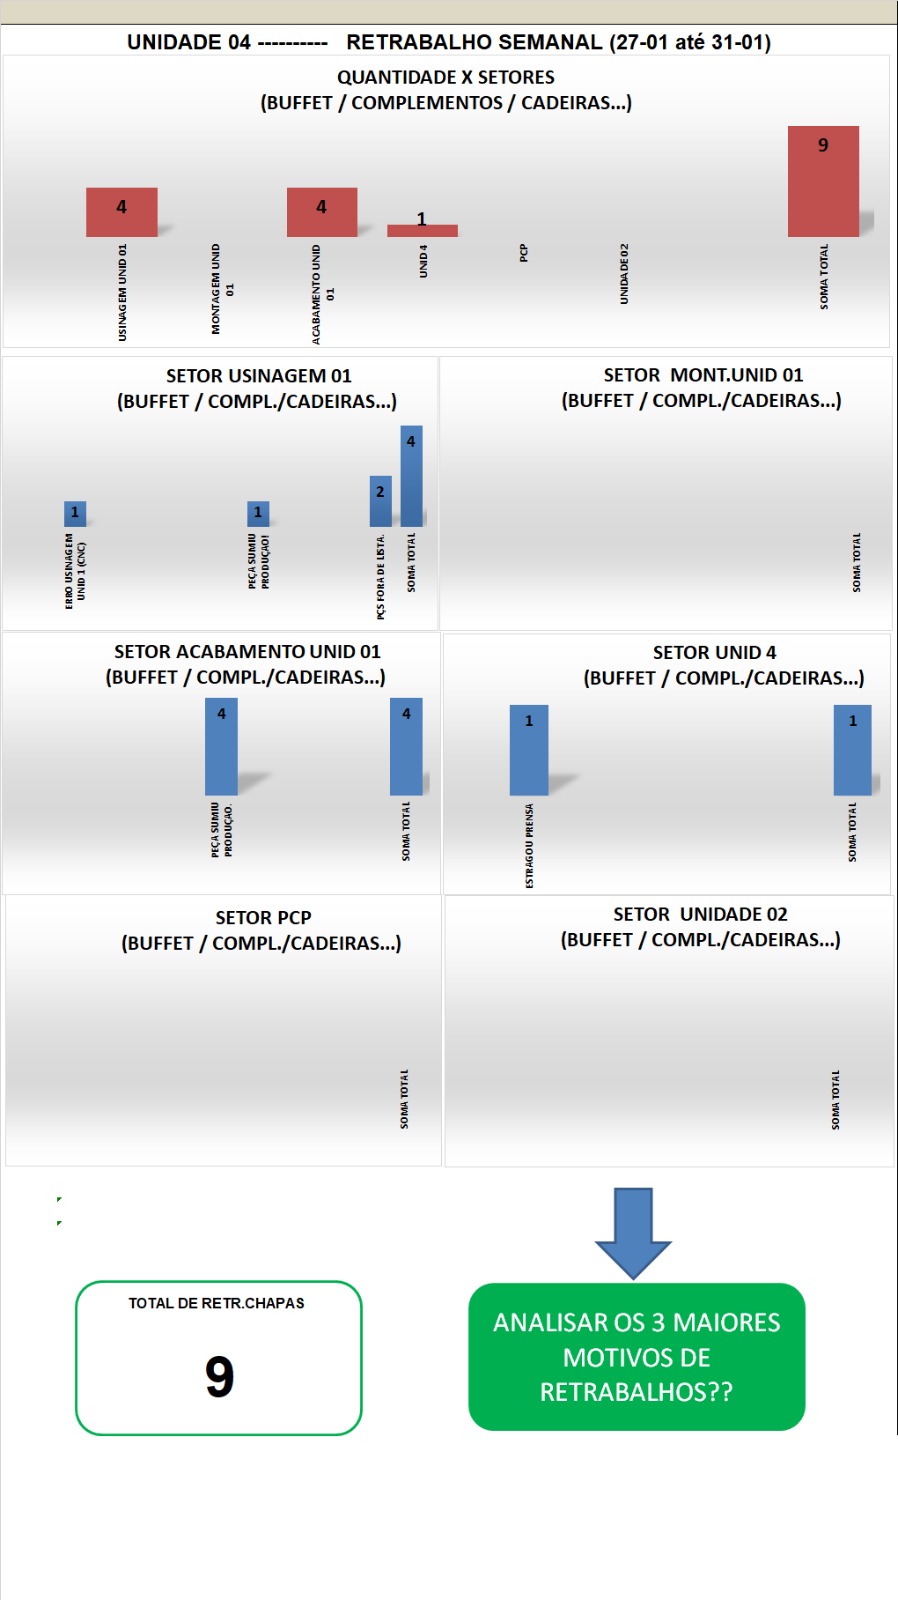 UNIDADE 04 ---------- RETRABALHO SEMANAL (27-01 até 31-01)
QUANTIDADE X SETORES
(BUFFET / COMPLEMENTOS / CADEIRAS...)
4
4
1
9
USINAGEM UNID 01
MONTAGEM UNID
01
ACABAMENTO UNID
01
UNID 4
PCP
UNIDADE 02
SOMA TOTAL
SETOR USINAGEM 01
(BUFFET / COMPL./CADEIRAS...)
1
1
2
4
ERRO USINAGEM
UNID 1 (CNC)
PEÇA SUMIU
PRODUÇAO!
PÇS FORA DE LISTA.
SOMA TOTAL
SETOR MONT.UNID 01
(BUFFET / COMPL./CADEIRAS...)
SOMA TOTAL
SETOR ACABAMENTO UNID 01
(BUFFET / COMPL./CADEIRAS...)
4
4
PEÇA SUMIU
PRODUÇAO.
SOMA TOTAL
SETOR UNID 4
(BUFFET / COMPL./CADEIRAS...)
1
1
ESTRAGOU PRENSA
SOMA TOTAL
SETOR PCP
(BUFFET / COMPL./CADEIRAS...)
SOMA TOTAL
SETOR UNIDADE 02
(BUFFET / COMPL./CADEIRAS...)
SOMA TOTAL
TOTAL DE RETR.CHAPAS
9
ANALISAR OS 3 MAIORES
MOTIVOS DE
RETRABALHOS??